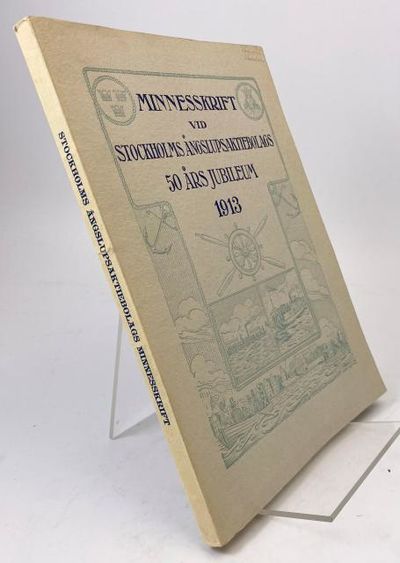 MINNESSKRIFT
VID
STOCKHOLMS ÅNGSLUPSAKTIEBOLAGS
50 ÅRS JUBILEUM
1913
STOCKHOLMS ÅNGSLUPSAKTIEBOLAGS MINNESSKRIFT